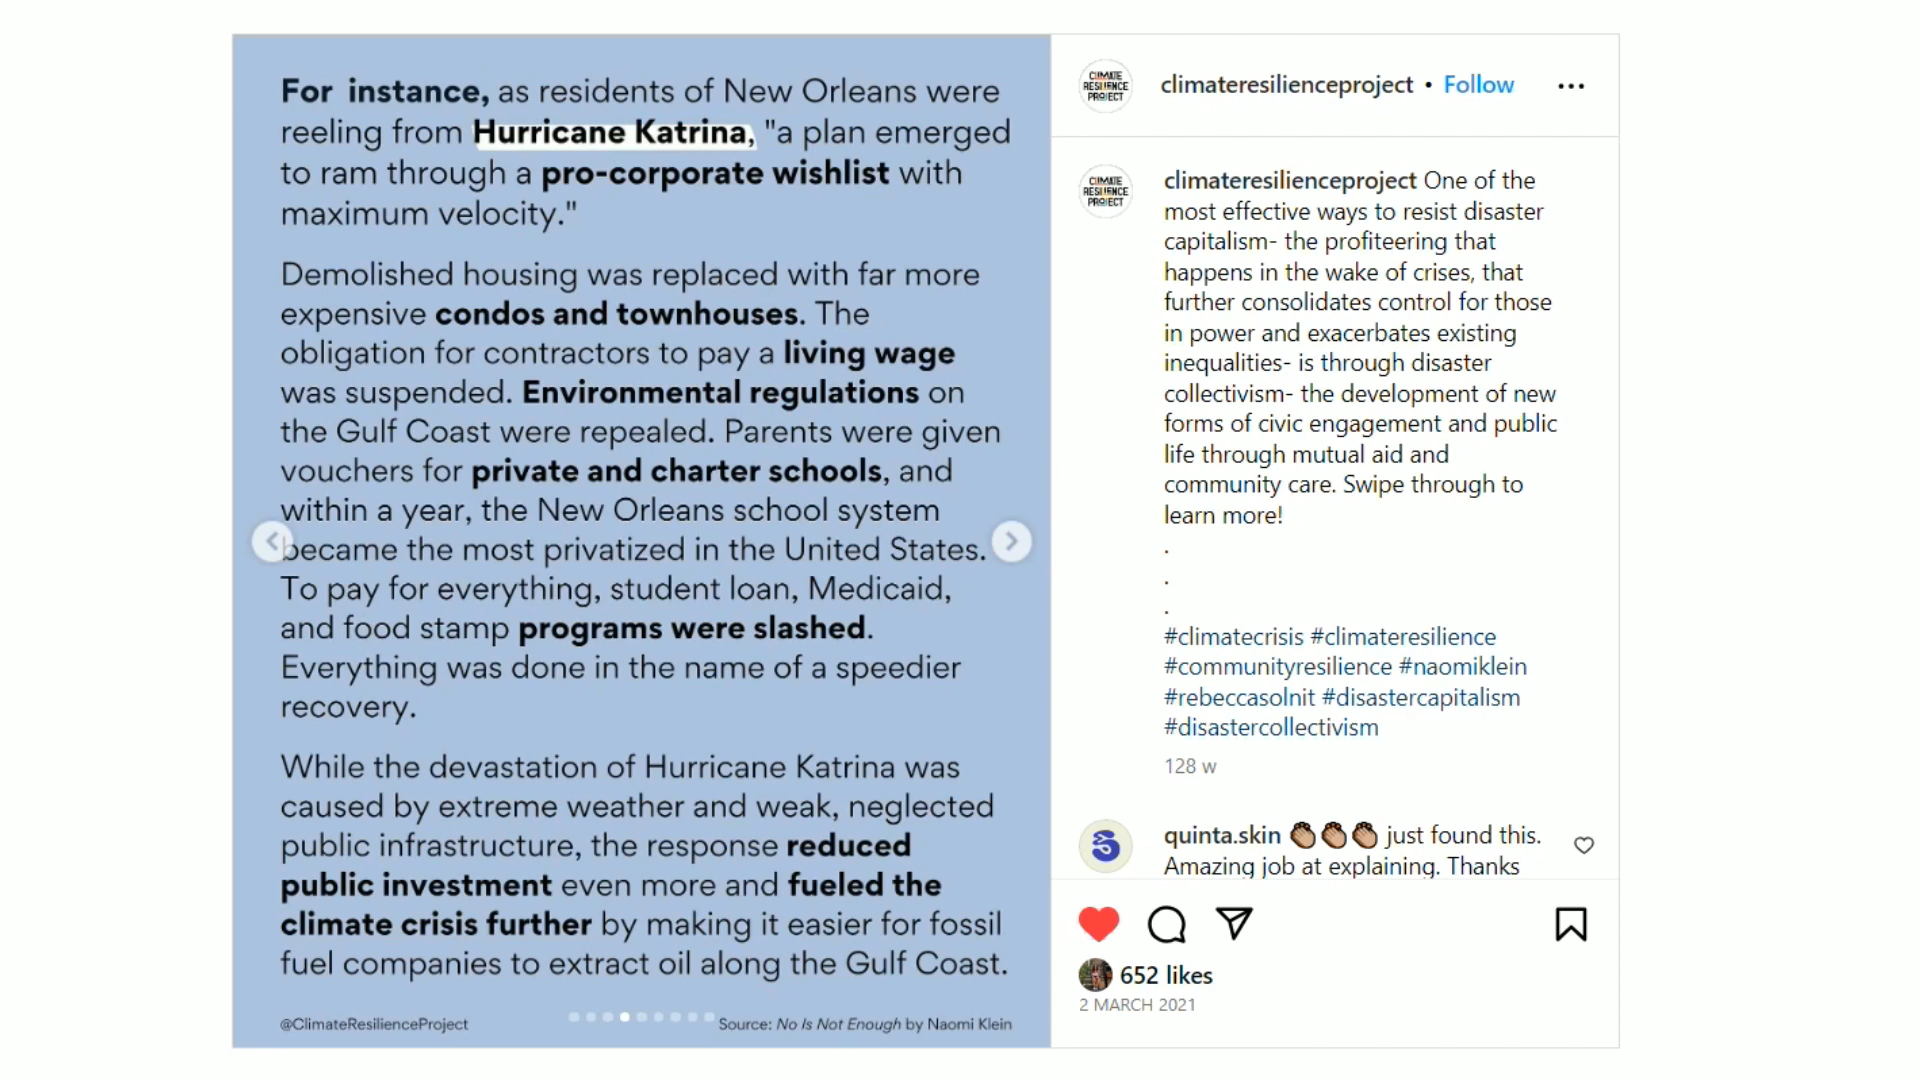 For instance, as residents of New Orleans were
reeling from Hurricane Katrina, "a plan emerged
to ram through a pro-corporate wishlist with
maximum velocity."
Demolished housing was replaced with far more
expensive condos and townhouses. The
obligation for contractors to pay a living wage
was suspended. Environmental regulations on
the Gulf Coast were repealed. Parents were given
vouchers for private and charter schools, and
within a year, the New Orleans school system
became the most privatized in the United States.
To pay for everything, student loan, Medicaid,
and food stamp programs were slashed.
Everything was done in the name of a speedier
recovery.
While the devastation of Hurricane Katrina was
caused by extreme weather and weak, neglected
public infrastructure, the response reduced
public investment even more and fueled the
climate crisis further by making it easier for fossil
fuel companies to extract oil along the Gulf Coast.
@ClimateResilienceProject
Source: No Is Not Enough by Naomi Klein
CLIMATE
RESILIENCE
PROJECT
climateresilienceproject • Follow
CLIMATE
RESILIENCE
PROJECT
climateresilienceproject One of the
most effective ways to resist disaster
capitalism- the profiteering that
happens in the wake of crises, that
further consolidates control for those
in power and exacerbates existing
inequalities- is through disaster
collectivism- the development of new
forms of civic engagement and public
life through mutual aid and
community care. Swipe through to
learn more!
.
.
.
#climatecrisis #climateresilience
#communityresilience #naomiklein
#rebeccasolnit #disastercapitalism
#disastercollectivism
128 w
quinta.skin 👏🏽👏🏽👏🏽 just found this.
Amazing job at explaining. Thanks
652 likes
2 MARCH 2021